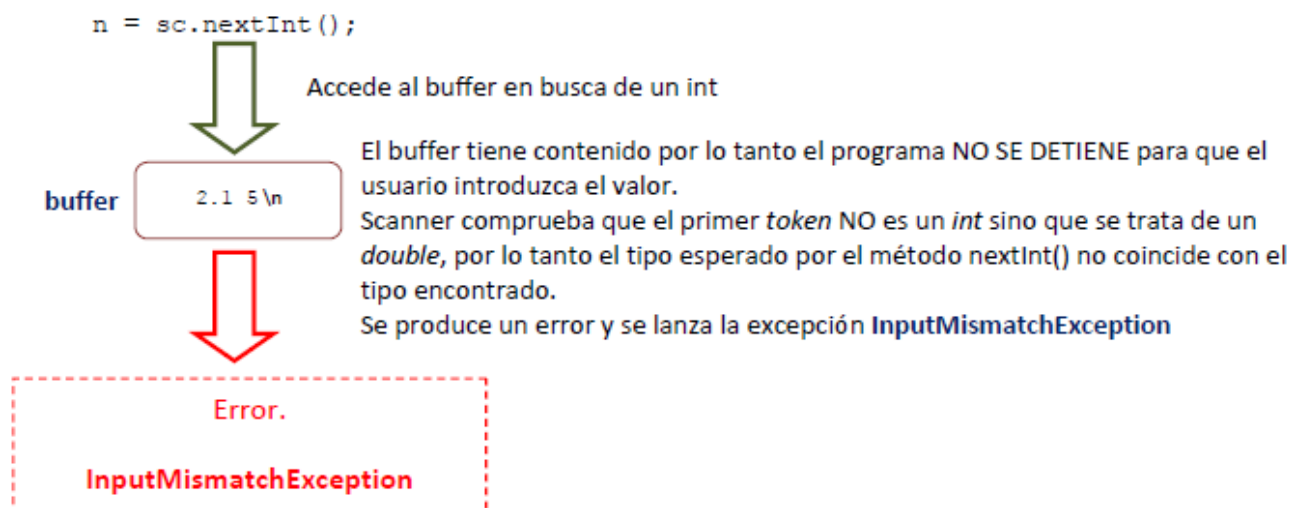 n = sc.nextInt();
Accede al buffer en busca de un int
El buffer tiene contenido por lo tanto el programa NO SE DETIENE para que el
usuario introduzca el valor.
buffer
2.1 5\n
Scanner comprueba que el primer token NO es un int sino que se trata de un
double, por lo tanto el tipo esperado por el método nextInt() no coincide con el
tipo encontrado.
Se produce un error y se lanza la excepción InputMismatchException
Error.
InputMismatchException